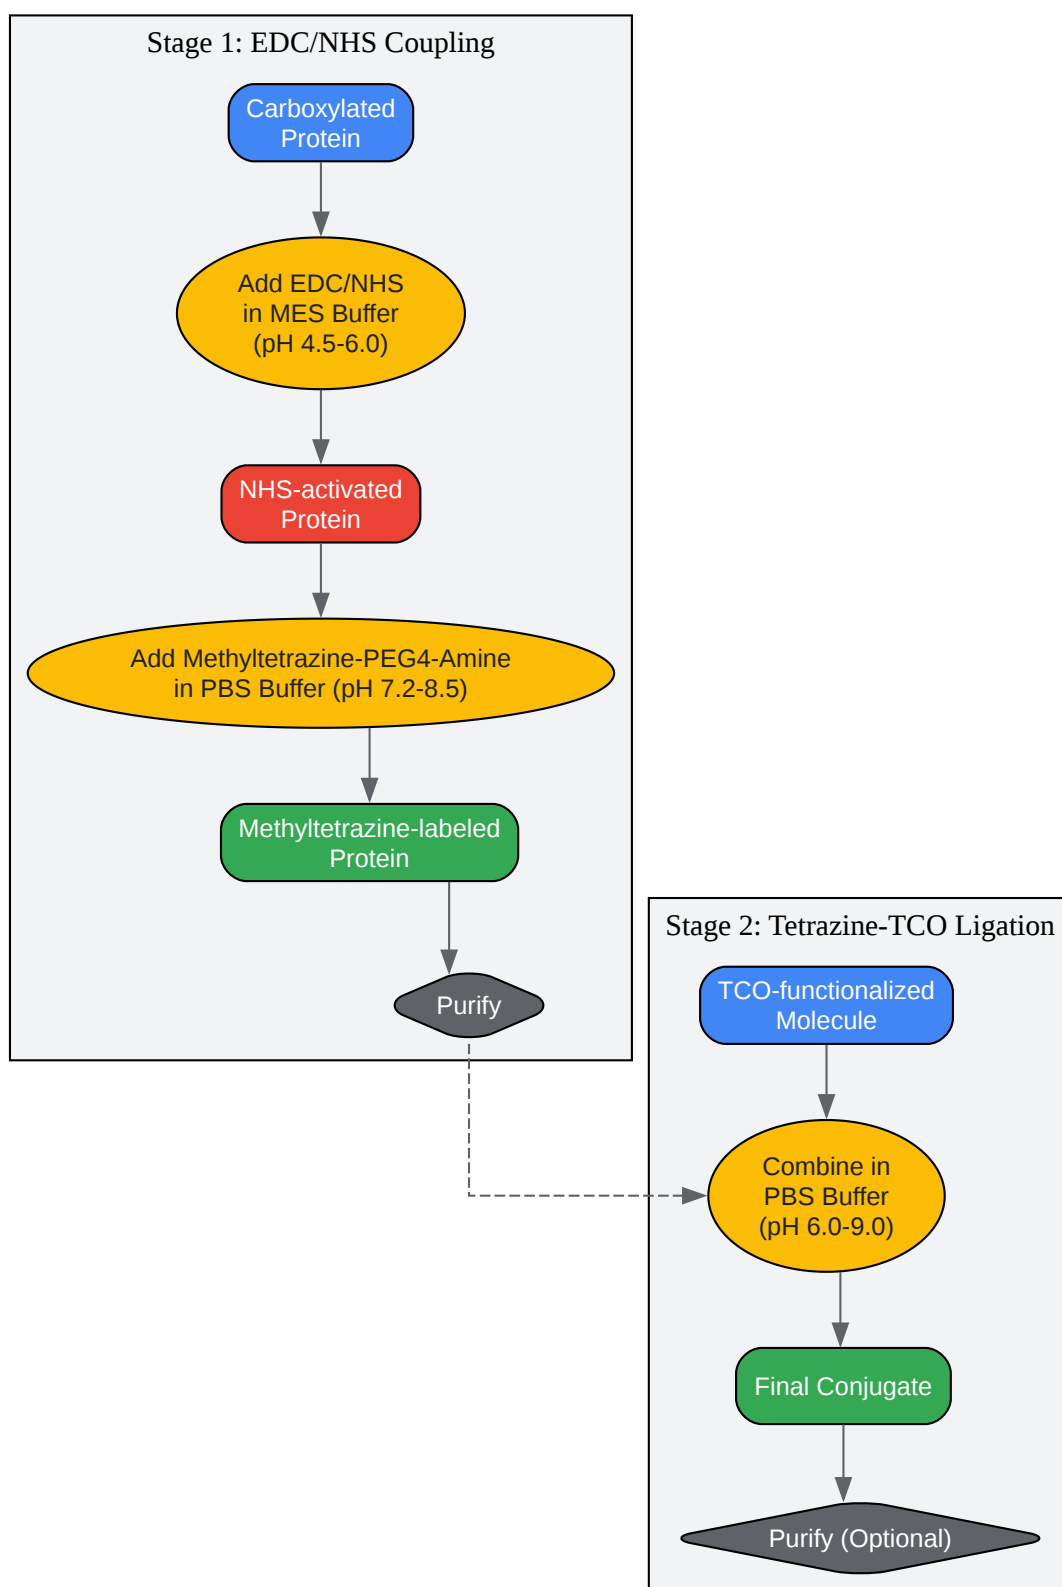 Stage 1: EDC/NHS Coupling
Carboxylated
Protein
Add EDC/NHS
in MES Buffer
(pH 4.5-6.0)
NHS-activated
Protein
Add Methyltetrazine-PEG4-Amine
in PBS Buffer (pH 7.2-8.5)
Methyltetrazine-labeled
Protein
Purify
Stage 2: Tetrazine-TCO Ligation
TCO-functionalized
Molecule
Combine in
PBS Buffer
(pH 6.0-9.0)
Final Conjugate
Purify (Optional)